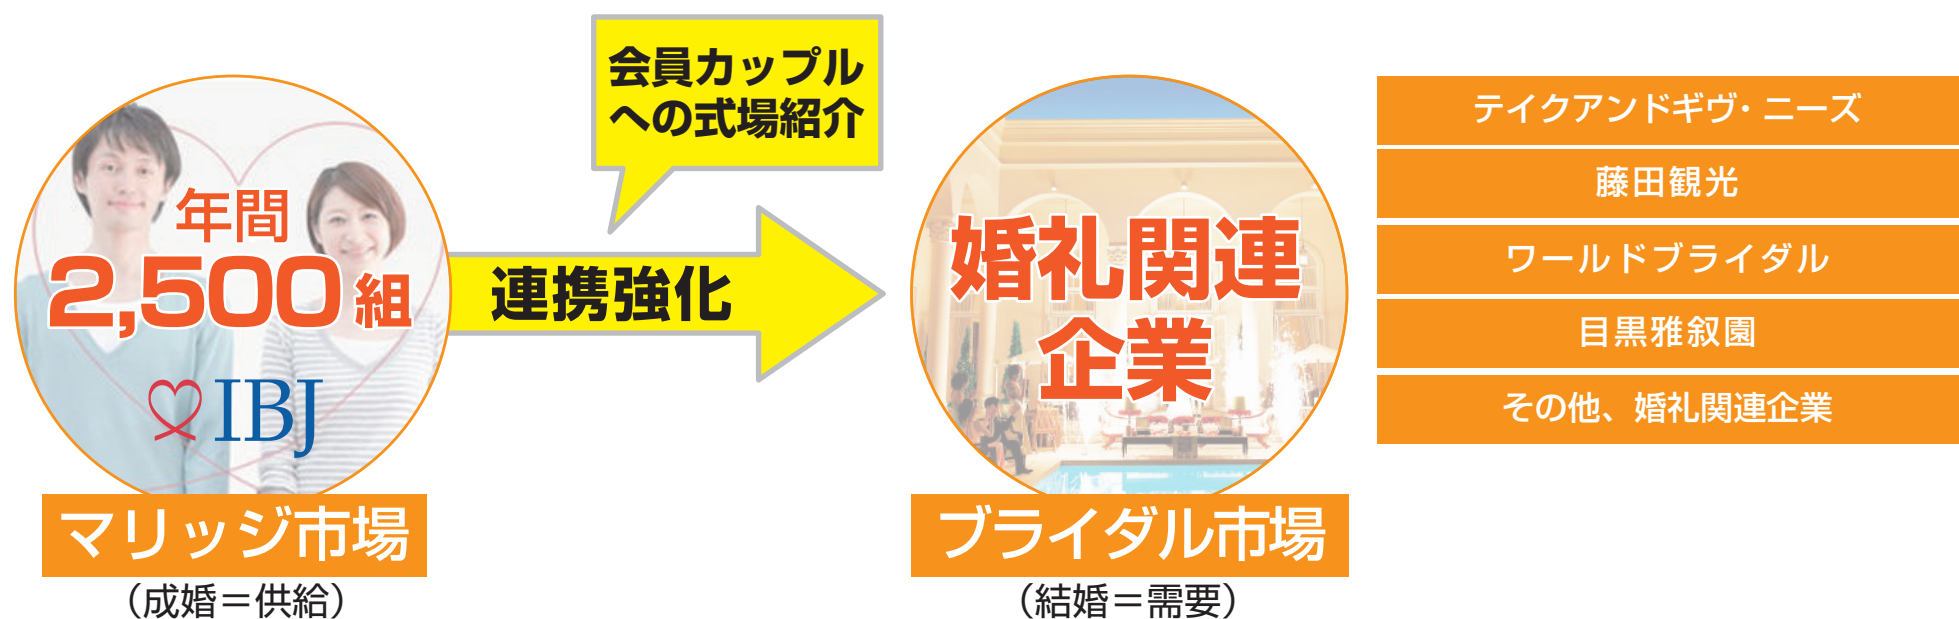 会員カップル
への式場紹介
年間
2,500組
IBJ
連携強化
婚礼関連
企業
マリッジ市場
(成婚＝供給)
ブライダル市場
(結婚＝需要)
テイクアンドギヴ・ニーズ
藤田観光
ワールドブライダル
目黒雅叙園
その他、婚礼関連企業